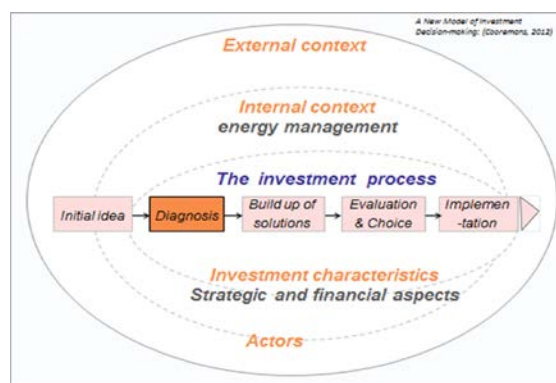 A New Model of Investment
Decision-making: (Cooremans, 2012)
External context
Internal context
energy management
The investment process
Initial idea
Diagnosis
Build up of
solutions
Evaluation
& Choice
Implemen
-tation
Investment characteristics
Strategic and financial aspects
Actors